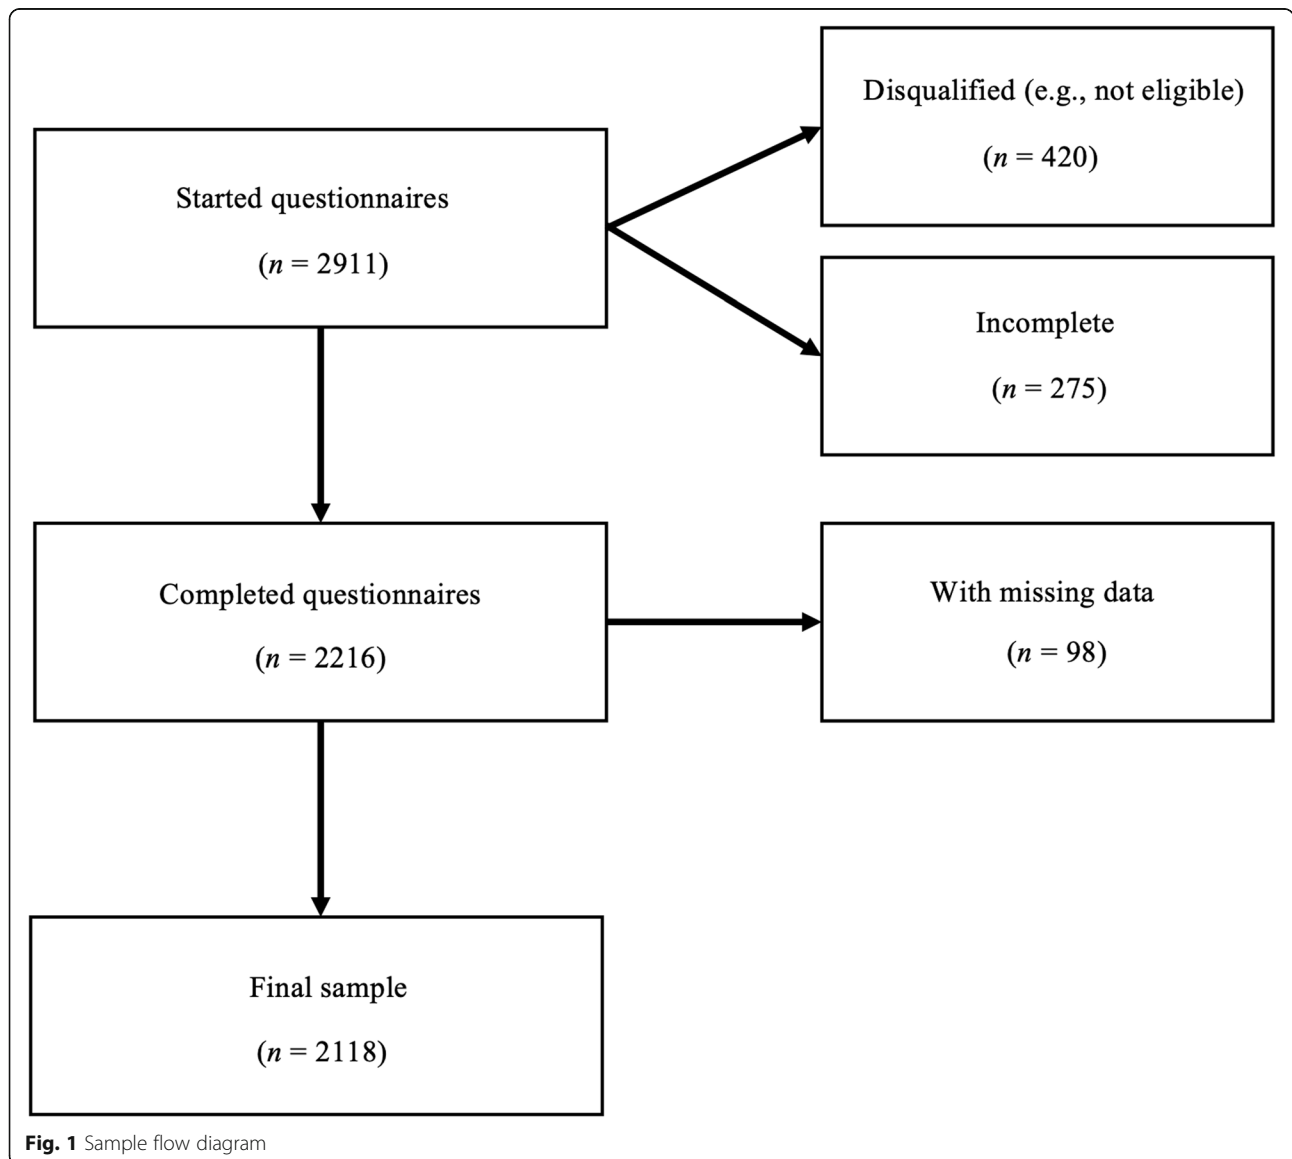 Disqualified (e.g., not eligible)
(n = 420)
Started questionnaires
(n = 2911)
Incomplete
(n = 275)
Completed questionnaires
(n = 2216)
With missing data
(n = 98)
Final sample
(n = 2118)
Fig. 1 Sample flow diagram